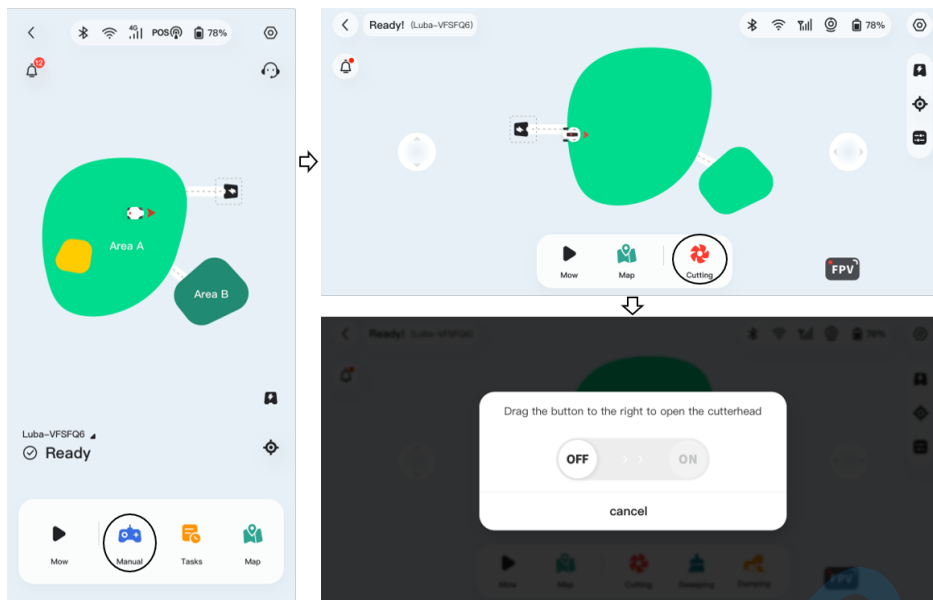 4G
POS
78%
12
Area A
Area B
Luba-VFSFQ6
Ready
Mow
Manual
Tasks
Map
Ready! (Luba-VFSFQ6)
78%
Mow
Map
Cutting
FPV
Ready! (Luba-VFSFQ6)
78%
Drag the button to the right to open the cutterhead
OFF
ON
cancel
Mow
Map
Cutting
Sweeping
Dumping
FPV